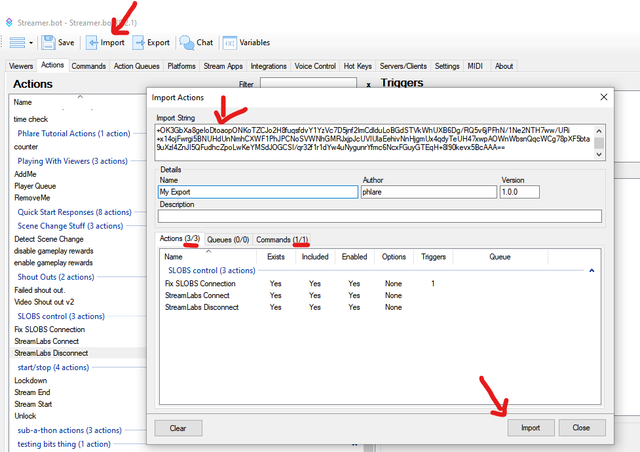 Streamer.bot - Streamer.bo
.1)
Save
Import
Export
Chat
Variables
Viewers Actions Commands Action Queues Platforms Stream Apps Integrations Voice Control Hot Keys Servers/Clients Settings MIDI About
Actions
Filter
x
Triggers
Name
time check
Phlare Tutorial Actions (1 action)
counter
Playing With Viewers (3 actions)
AddMe
Player Queue
RemoveMe
Quick Start Responses (8 actions)
Scene Change Stuff (3 actions)
Detect Scene Change
disable gameplay rewards
enable gameplay rewards
Shout Outs (2 actions)
Failed shout out.
Video Shout out v2
SLOBS control (3 actions)
Fix SLOBS Connection
StreamLabs Connect
StreamLabs Disconnect
start/stop (4 actions)
Lockdown
Stream End
Stream Start
Unlock
sub-a-thon actions (3 actions)
testing bits thing (1 action)
Import Actions
Import String
Details
Name
Author
Version
My Export
phlare
1.0.0
Description
Actions (3/3) Queues (0/0) Commands (1/1)
Name Exists Included Enabled Options Triggers Queue
SLOBS control (3 actions)
Fix SLOBS Connection Yes Yes Yes None 1
StreamLabs Connect Yes Yes Yes None
StreamLabs Disconnect Yes Yes Yes None
Clear
Import
Close